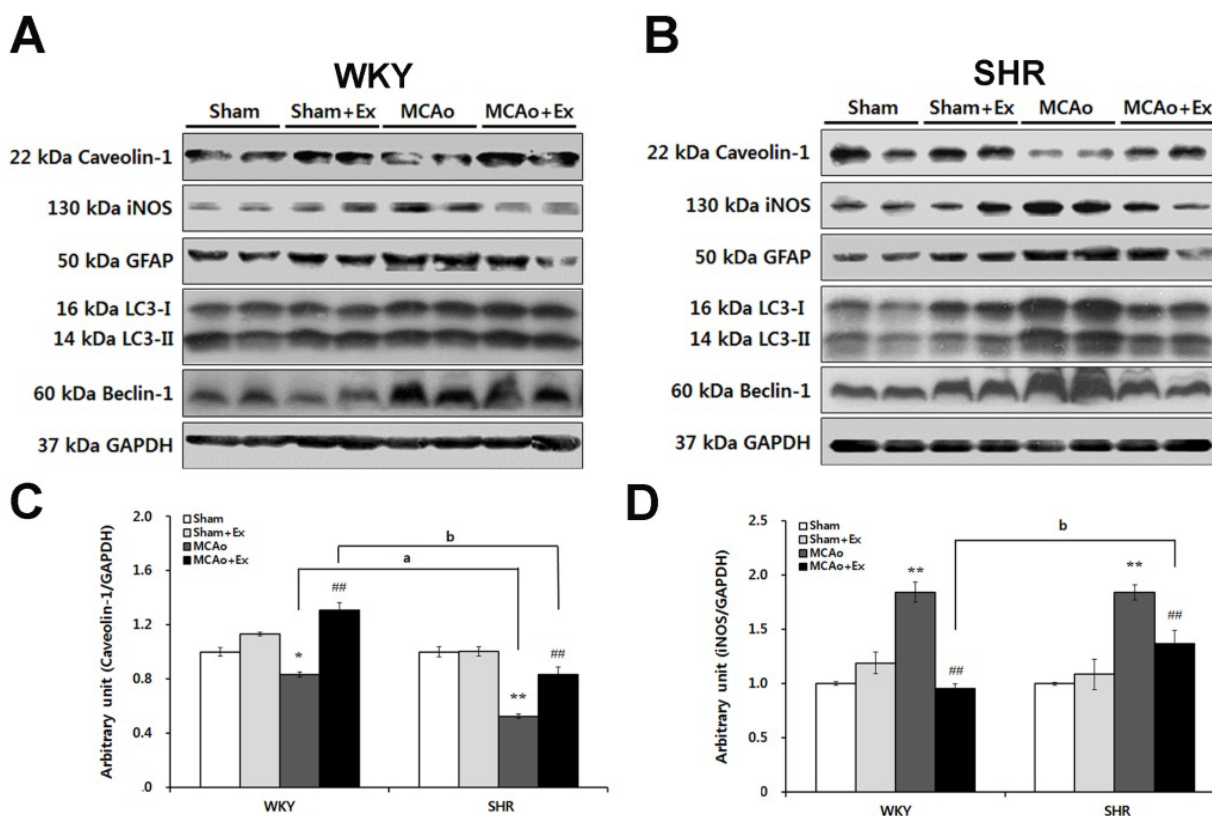 A
WKY
Sham Sham+Ex MCAo MCAo+Ex
22 kDa Caveolin-1
130 kDa iNOS
50 kDa GFAP
16 kDa LC3-I
14 kDa LC3-II
60 kDa Beclin-1
37 kDa GAPDH
B
SHR
Sham Sham+Ex MCAo MCAo+Ex
22 kDa Caveolin-1
130 kDa iNOS
50 kDa GFAP
16 kDa LC3-I
14 kDa LC3-II
60 kDa Beclin-1
37 kDa GAPDH
C
Arbitrary unit (Caveolin-1/GAPDH)
2.0
1.6
1.2
0.8
0.4
.0
Sham
Sham+Ex
MCAo
MCAo+Ex
b
a
##
*
##
**
WKY SHR
D
Arbitrary unit (iNOS/GAPDH)
2.5
2.0
1.5
1.0
0.5
0
Sham
Sham+Ex
MCAo
MCAo+Ex
b
** **
##
##
WKY SHR